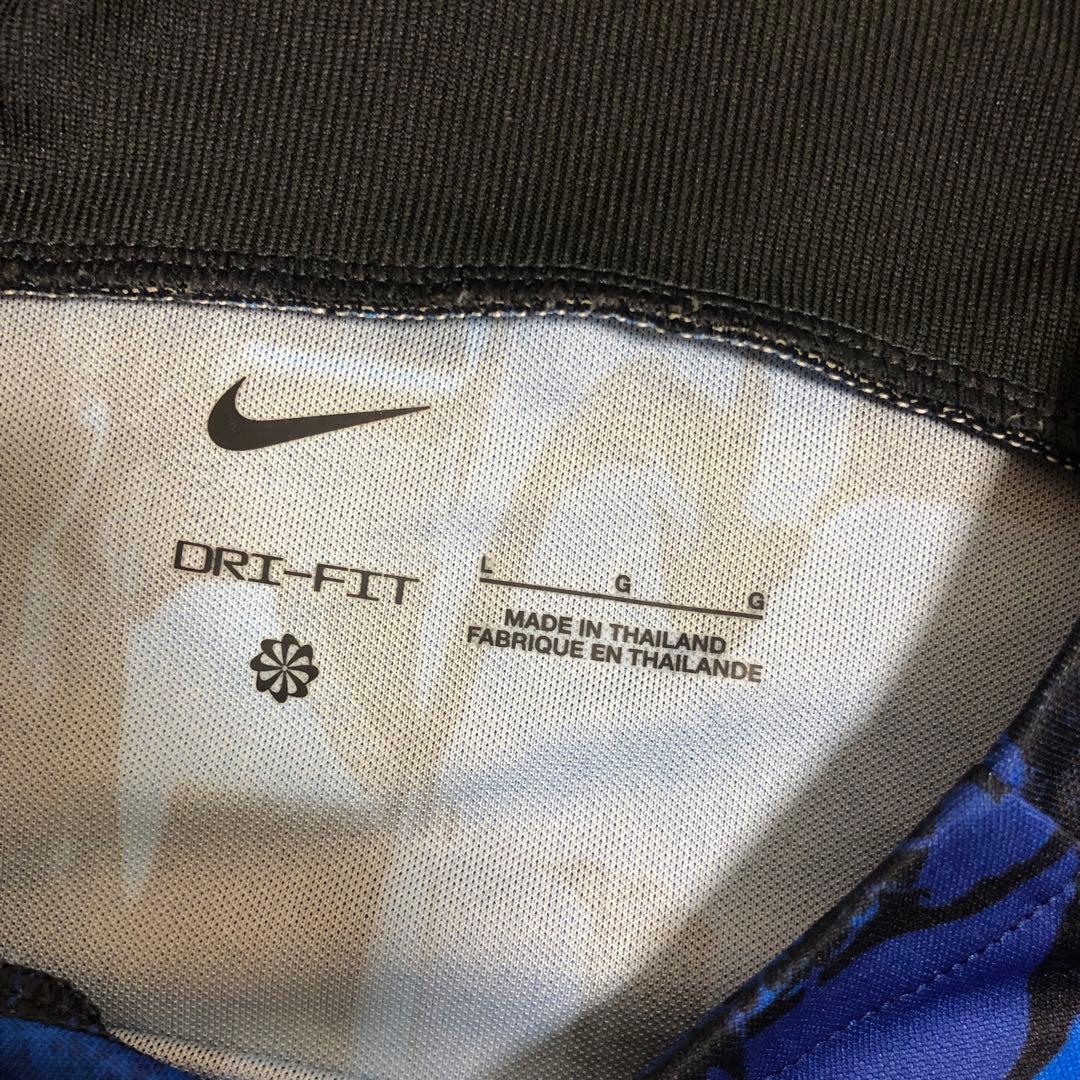 DRI-FIT
L G G
MADE IN THAILAND
FABRIQUE EN THAILANDE